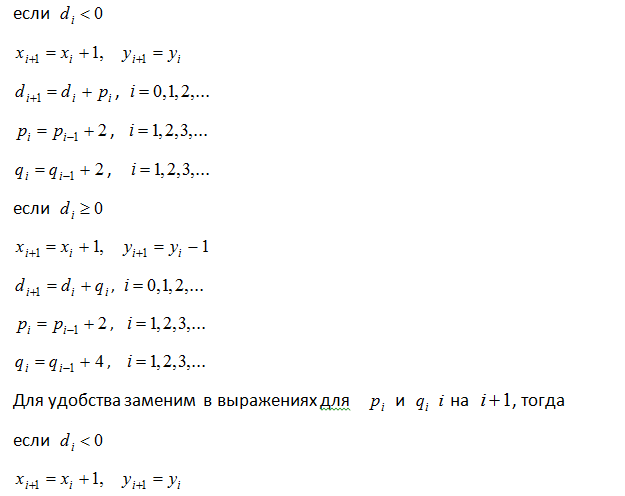 если d_i < 0
x_{i+1} = x_i + 1, y_{i+1} = y_i
d_{i+1} = d_i + p_i , i = 0,1,2,...
p_i = p_{i-1} + 2 , i = 1,2,3,...
q_i = q_{i-1} + 2 , i = 1,2,3,...
если d_i ≥ 0
x_{i+1} = x_i + 1, y_{i+1} = y_i − 1
d_{i+1} = d_i + q_i, i = 0,1,2,...
p_i = p_{i-1} + 2 , i = 1,2,3,...
q_i = q_{i-1} + 4 , i = 1,2,3,...
Для удобства заменим в выражениях для p_i и q_i i на i+1, тогда
если d_i < 0
x_{i+1} = x_i + 1, y_{i+1} = y_i